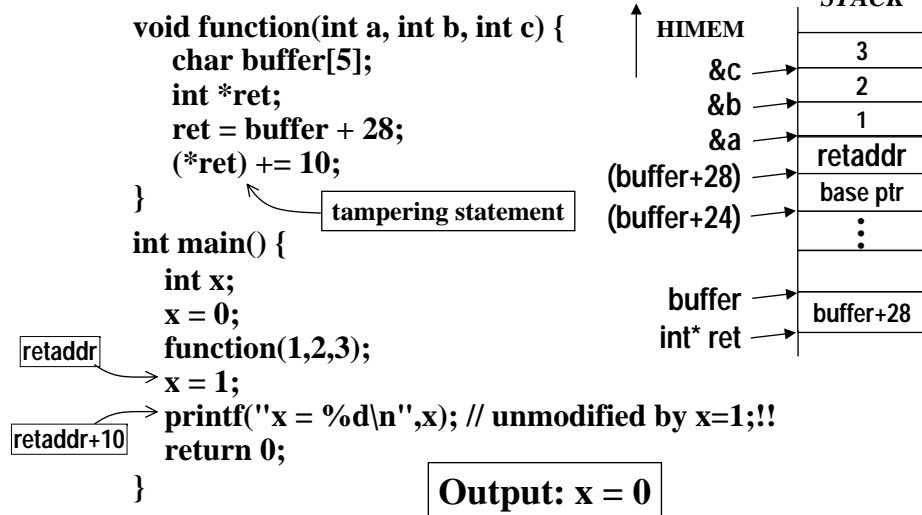 void function(int a, int b, int c) {
char buffer[5];
int *ret;
ret = buffer + 28;
(*ret) += 10;
}
tampering statement
int main() {
int x;
x = 0;
function(1,2,3);
x = 1;
printf("x = %d\n",x); // unmodified by x=1;!!
return 0;
}
retaddr
retaddr+10
Output: x = 0
STACK
HIMEM
&c
&b
&a
(buffer+28)
(buffer+24)
buffer
int* ret
3
2
1
retaddr
base ptr
buffer+28